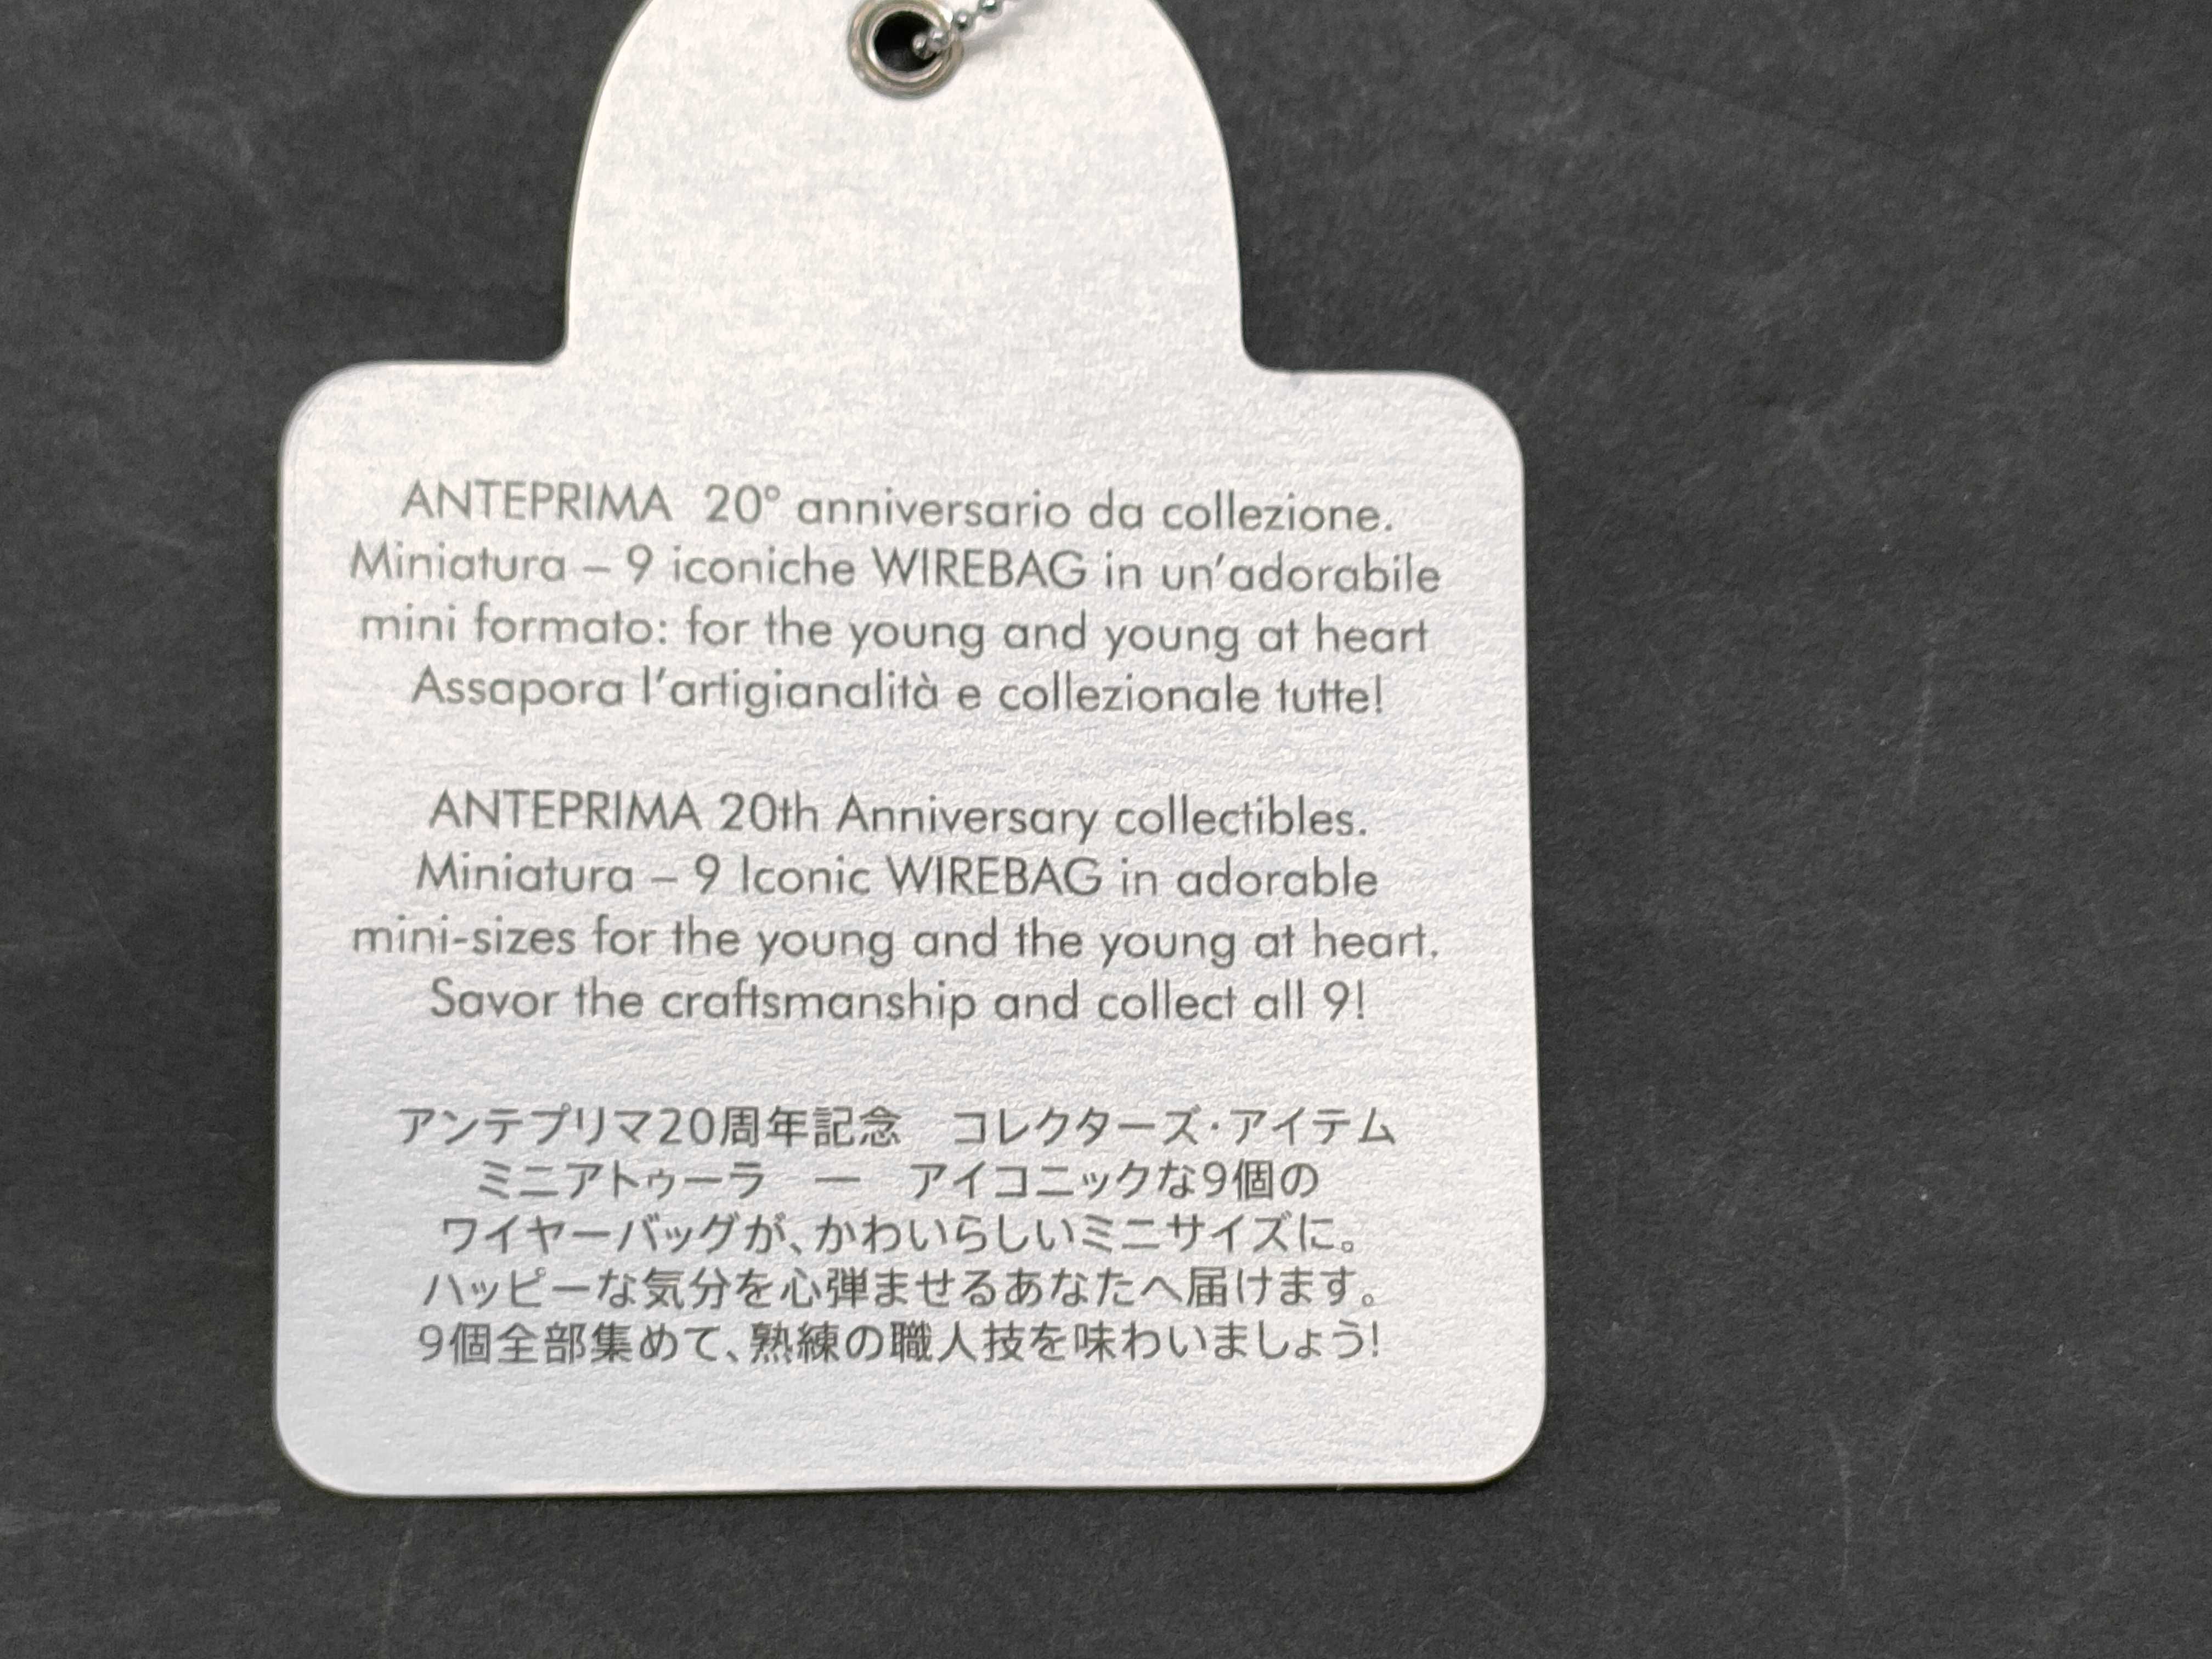 ANTEPRIMA 20° anniversario da collezione.
Miniatura – 9 iconiche WIREBAG in un'adorabile
mini formato: for the young and young at heart
Assapora l'artigianalità e collezionale tutte!
ANTEPRIMA 20th Anniversary collectibles.
Miniatura – 9 Iconic WIREBAG in adorable
mini-sizes for the young and the young at heart.
Savor the craftsmanship and collect all 9!
アンテプリマ20周年記念　コレクターズ・アイテム
ミニアトゥーラ　—　アイコニックな9個の
ワイヤーバッグが、かわいらしいミニサイズに。
ハッピーな気分を心弾ませるあなたへ届けます。
9個全部集めて、熟練の職人技を味わいましょう!